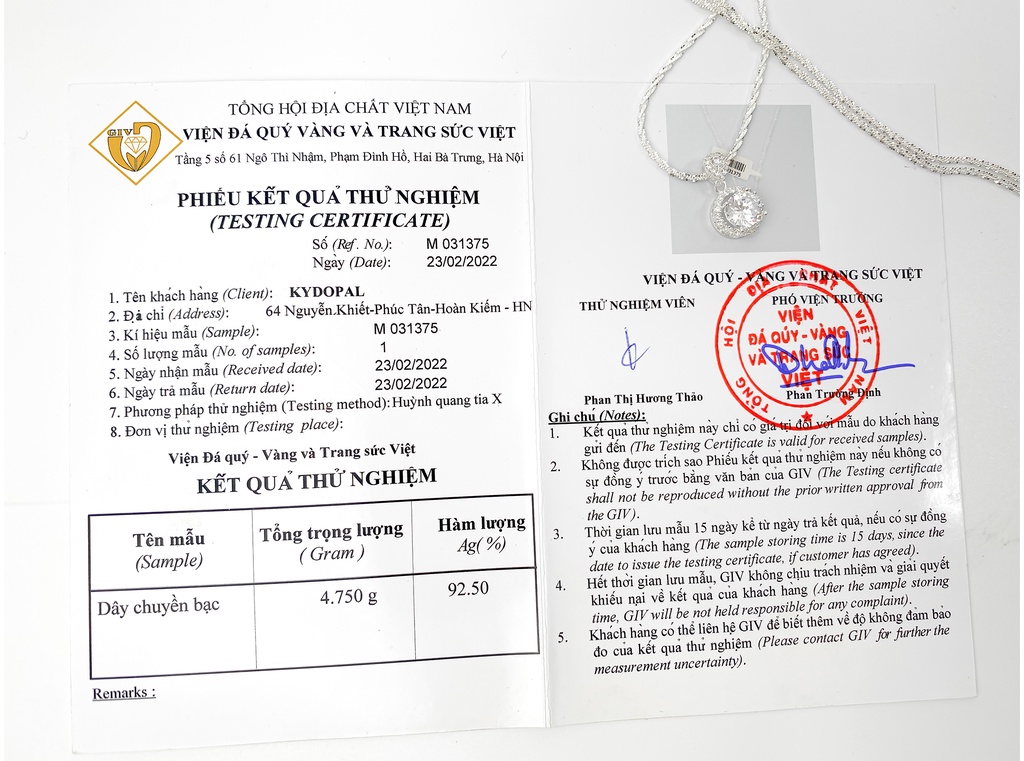 GIV
TỔNG HỘI ĐỊA CHẤT VIỆT NAM
VIỆN ĐÁ QUÝ VÀNG VÀ TRANG SỨC VIỆT
Tầng 5 số 61 Ngô Thì Nhậm, Phạm Đình Hổ, Hai Bà Trưng, Hà Nội
PHIẾU KẾT QUẢ THỬ NGHIỆM
(TESTING CERTIFICATE)
Số (Ref. No.): M 031375
Ngày (Date): 23/02/2022
1. Tên khách hàng (Client): KYDOPAL
2. Địa chỉ (Address): 64 Nguyễn.Khiết-Phúc Tân-Hoàn Kiếm - HN
3. Kí hiệu mẫu (Sample): M 031375
4. Số lượng mẫu (No. of samples): 1
5. Ngày nhận mẫu (Received date): 23/02/2022
6. Ngày trả mẫu (Return date): 23/02/2022
7. Phương pháp thử nghiệm (Testing method): Huỳnh quang tia X
8. Đơn vị thử nghiệm (Testing place):
Viện Đá quý - Vàng và Trang sức Việt
KẾT QUẢ THỬ NGHIỆM
Tên mẫu (Sample) Tổng trọng lượng (Gram) Hàm lượng Ag(%)
Dây chuyền bạc 4.750 g 92.50
Remarks :
VIỆN ĐÁ QUÝ - VÀNG VÀ TRANG SỨC VIỆT
THỬ NGHIỆM VIÊN PHÓ VIỆN TRƯỞNG
TỔNG HỘI ĐỊA CHẤT VIỆT NAM
VIỆN
ĐÁ QÚY - VÀNG
VÀ TRANG SỨC
VIỆT
Phan Thị Hương Thảo Phan Trường Định
Ghi chú (Notes):
1. Kết quả thử nghiệm này chỉ có giá trị đối với mẫu do khách hàng
gửi đến (The Testing Certificate is valid for received samples).
2. Không được trích sao Phiếu kết quả thử nghiệm này nếu không có
sự đồng ý trước bằng văn bản của GIV (The Testing certificate
shall not be reproduced without the prior written approval from
the GIV).
3. Thời gian lưu mẫu 15 ngày kể từ ngày trả kết quả, nếu có sự đồng
ý của khách hàng (The sample storing time is 15 days, since the
date to issue the testing certificate, if customer has agreed).
4. Hết thời gian lưu mẫu, GIV không chịu trách nhiệm và giải quyết
khiếu nại về kết quả của khách hàng (After the sample storing
time, GIV will be not held responsible for any complaint).
5. Khách hàng có thể liên hệ GIV để biết thêm về độ không đảm bảo
đo của kết quả thử nghiệm (Please contact GIV for further the
measurement uncertainty).